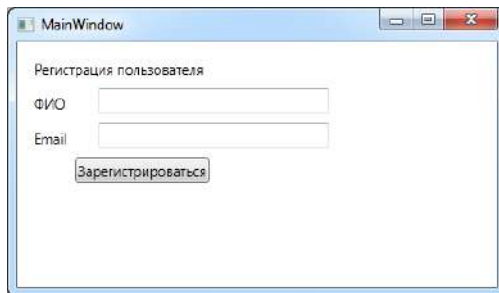 MainWindow
Регистрация пользователя
ФИО
Email
Зарегистрироваться